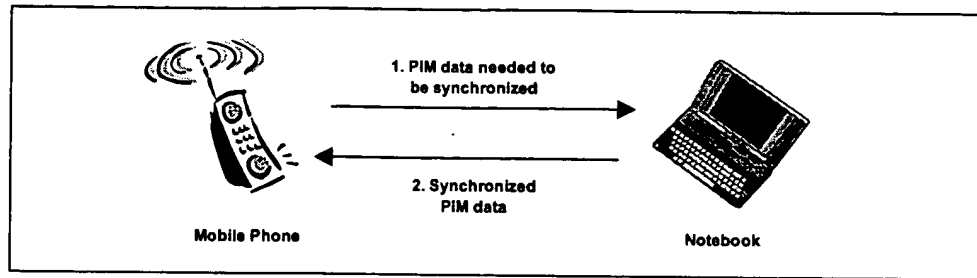 1. PIM data needed to
be synchronized
2. Synchronized
PIM data
Mobile Phone
Notebook